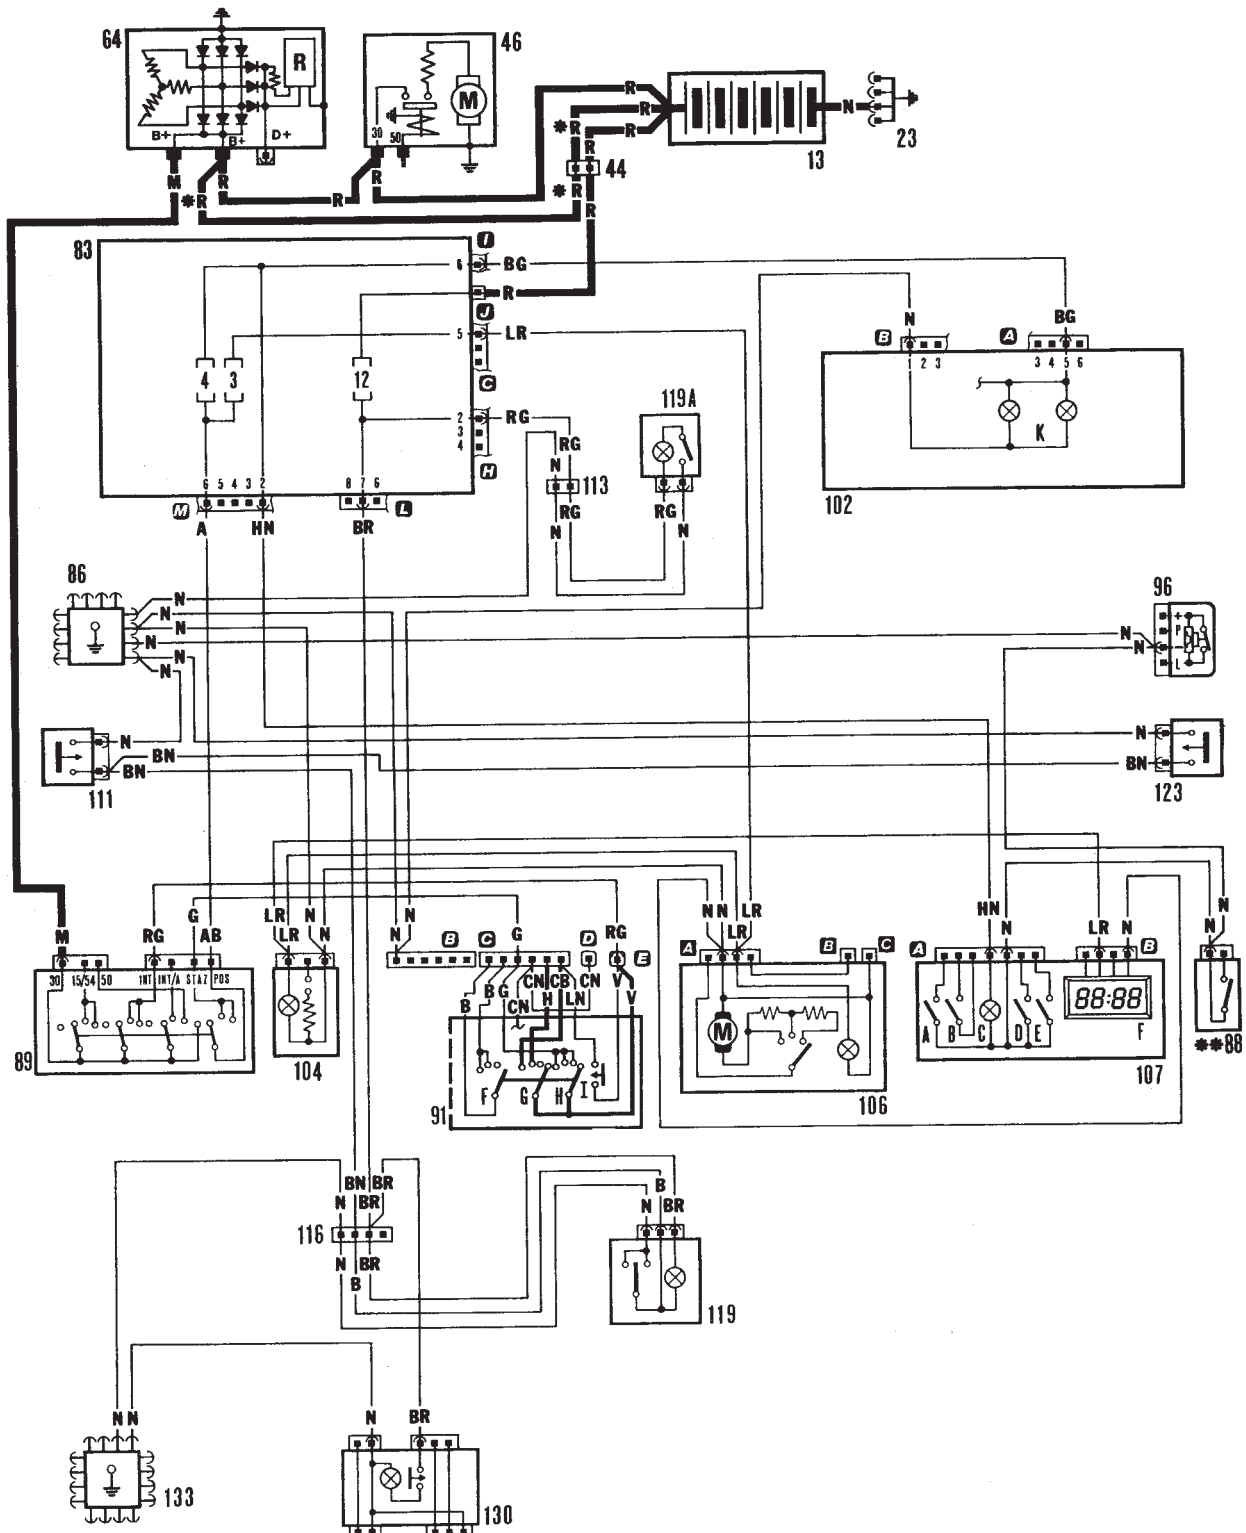 64
R
B+ B+ D+
46
M
30 50
R
R
R
N
13
23
✱ R R
44
M ✱ R R
R
R
✱ R R
83
I
6 BG
R
J
5 LR
C
4 3 12
2 RG
3
4
H
6 5 4 3 2 8 7 6
M L
A HN BR
RG
N
113
RG
N
119A
RG N
N
BG
B A
1 2 3 3 4 5 6
K
102
86
N
N
N
N
N
N
96
+
P
-
L
N
N
111
N
BN
BN
123
N
BN
M
RG G AB
LR LR N N
N N
B C G D RG E
N N LR LR
A B C
HN N LR N
A B
N N
30 15/54 50 INT INT/A STAZ POS
89
104
B B G CN CN H CB LN CN V V
F G H I
91
M
106
A B C D E
88:88
F
107
✱✱88
BN BR
N BR
116
N BR
B
B
N BR
119
N N
133
N BR
130